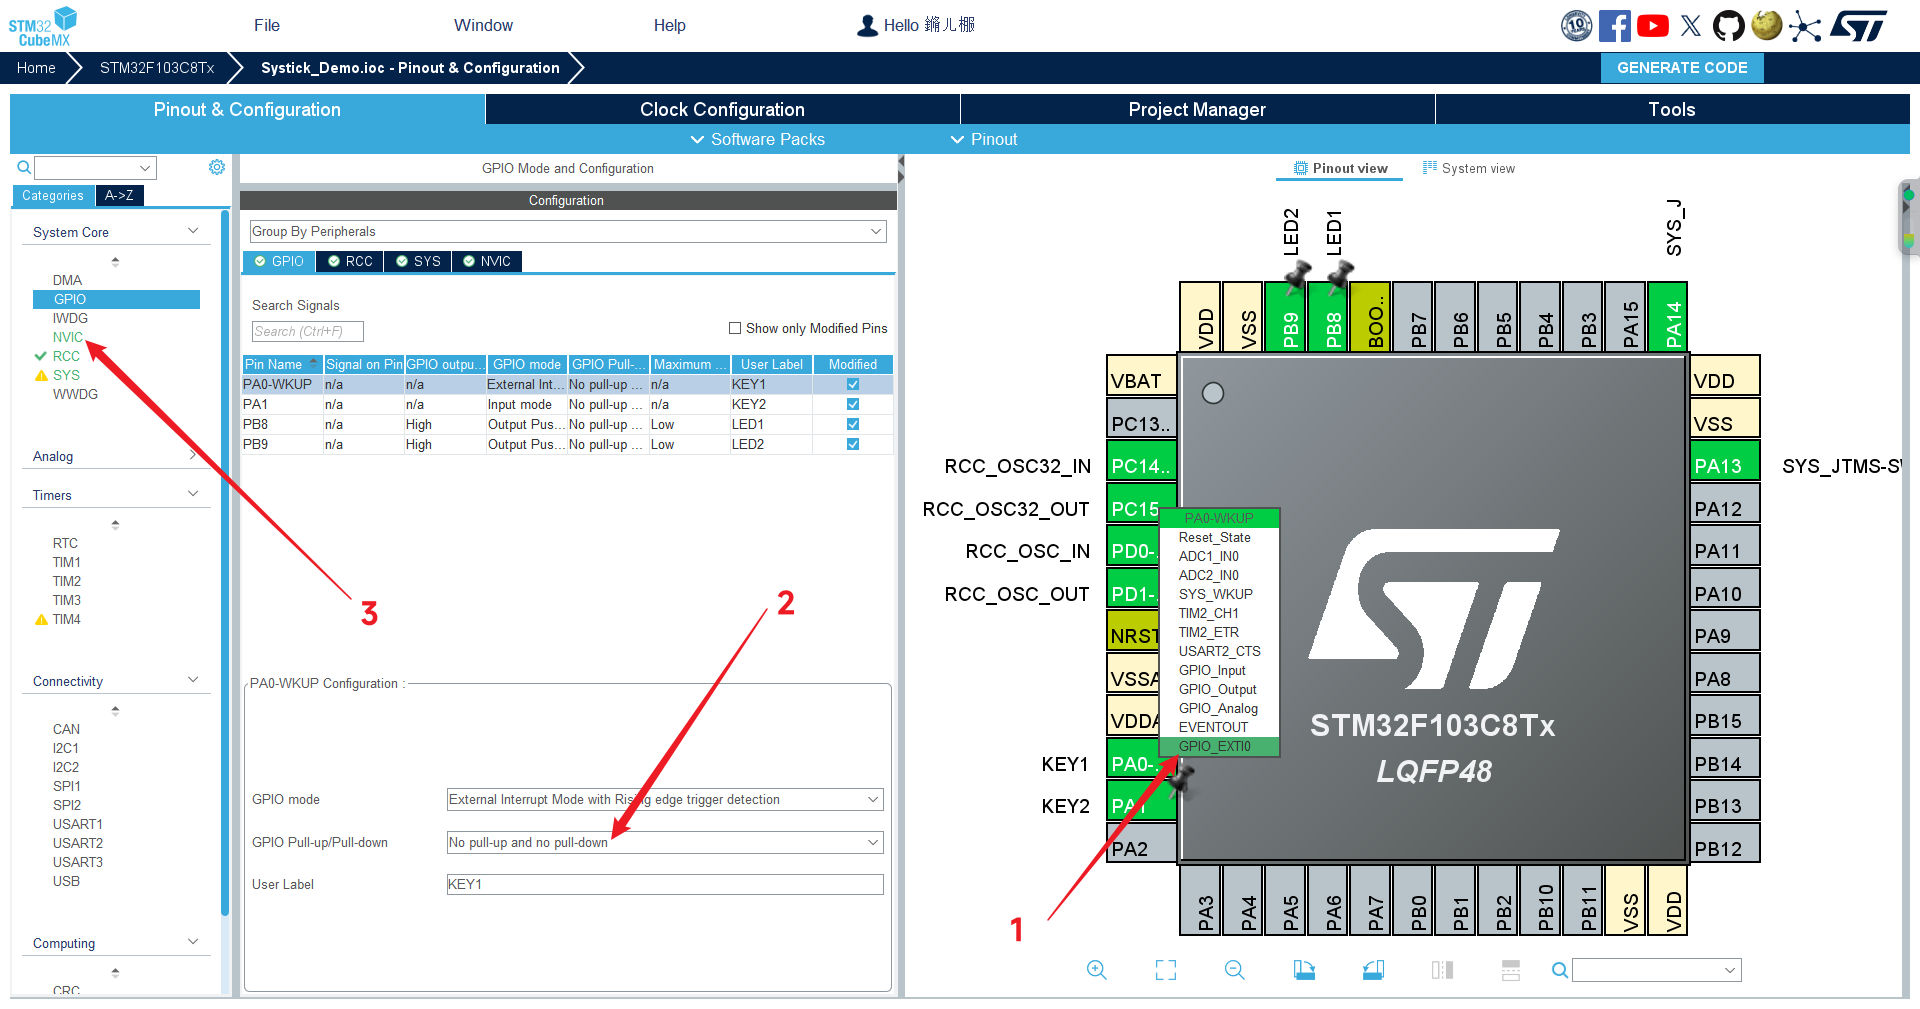 STM32
CubeMX
File
Window
Help
Hello 鏅儿棚
10
Home
STM32F103C8Tx
Systick_Demo.ioc - Pinout & Configuration
GENERATE CODE
Pinout & Configuration
Clock Configuration
Project Manager
Tools
Software Packs
Pinout
Categories
A->Z
System Core
DMA
GPIO
IWDG
NVIC
RCC
SYS
WWDG
Analog
Timers
RTC
TIM1
TIM2
TIM3
TIM4
Connectivity
CAN
I2C1
I2C2
SPI1
SPI2
USART1
USART2
USART3
USB
Computing
CRC
GPIO Mode and Configuration
Configuration
Group By Peripherals
GPIO
RCC
SYS
NVIC
Search Signals
Search (Ctrl+F)
Show only Modified Pins
Pin Name Signal on Pin GPIO outpu... GPIO mode GPIO Pull-... Maximum ... User Label Modified
PA0-WKUP n/a n/a External Int... No pull-up ... n/a KEY1
PA1 n/a n/a Input mode No pull-up ... n/a KEY2
PB8 n/a High Output Pus... No pull-up ... Low LED1
PB9 n/a High Output Pus... No pull-up ... Low LED2
3
2
PA0-WKUP Configuration :
GPIO mode
External Interrupt Mode with Rising edge trigger detection
GPIO Pull-up/Pull-down
No pull-up and no pull-down
User Label
KEY1
Pinout view
System view
LED2
LED1
SYS_J
VDD
VSS
PB9
PB8
BOO..
PB7
PB6
PB5
PB4
PB3
PA15
PA14
VBAT
PC13..
RCC_OSC32_IN
PC14..
RCC_OSC32_OUT
PC15
RCC_OSC_IN
PD0-
RCC_OSC_OUT
PD1-
NRST
VSSA
VDDA
KEY1
PA0-
KEY2
PA1
PA2
PA0-WKUP
Reset_State
ADC1_IN0
ADC2_IN0
SYS_WKUP
TIM2_CH1
TIM2_ETR
USART2_CTS
GPIO_Input
GPIO_Output
GPIO_Analog
EVENTOUT
GPIO_EXTI0
1
ST
STM32F103C8Tx
LQFP48
VDD
VSS
PA13
SYS_JTMS-SW
PA12
PA11
PA10
PA9
PA8
PB15
PB14
PB13
PB12
PA3
PA4
PA5
PA6
PA7
PB0
PB1
PB2
PB10
PB11
VSS
VDD